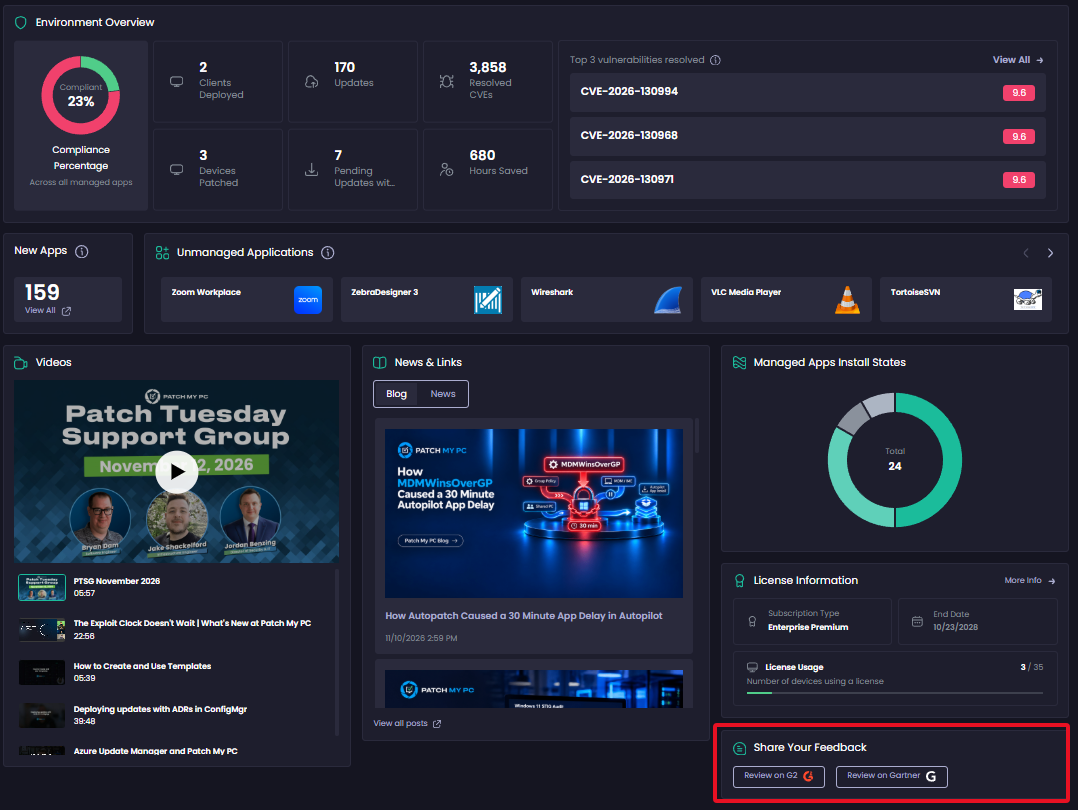 Environment Overview
Compliant
23%
Compliance
Percentage
Across all managed apps
2
Clients
Deployed
170
Updates
3,858
Resolved
CVEs
3
Devices
Patched
7
Pending
Updates wit...
680
Hours Saved
Top 3 vulnerabilities resolved
View All →
CVE-2026-130994
9.6
CVE-2026-130968
9.6
CVE-2026-130971
9.6
New Apps
159
View All
Unmanaged Applications
Zoom Workplace
zoom
ZebraDesigner 3
Wireshark
VLC Media Player
TortoiseSVN
Videos
PATCH MY PC
Patch Tuesday
Support Group
2, 2026
Bryan Dam
Jake Shackelford
Jordan Benzing
PTSG November 2026
05:57
The Exploit Clock Doesn't Wait | What's New at Patch My PC
22:56
How to Create and Use Templates
05:39
Deploying updates with ADRs in ConfigMgr
39:48
Azure Update Manager and Patch My PC
News & Links
Blog
News
PATCH MY PC
How
MDMWinsOverGP
Caused a 30 Minute
Autopilot App Delay
Patch My PC Blog →
MDMWinsOverGP
Group Policy
Shared PC
30 min
How Autopatch Caused a 30 Minute App Delay in Autopilot
11/10/2026 2:59 PM
PATCH MY PC
Windows 11 STIG Audit
View all posts
Managed Apps Install States
Total
24
License Information
More Info →
Subscription Type
Enterprise Premium
End Date
10/23/2028
License Usage
3 / 35
Number of devices using a license
Share Your Feedback
Review on G2
Review on Gartner G